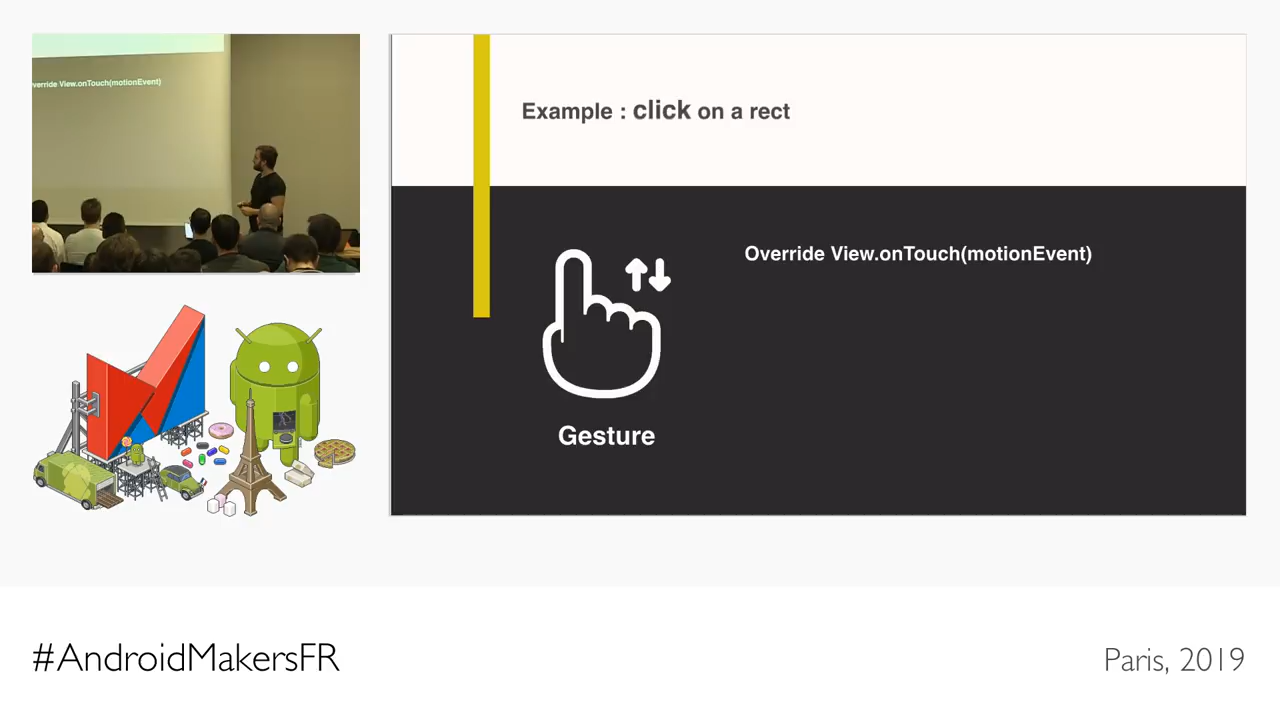 verride View.onTouch(motionEvent)
Example : click on a rect
Override View.onTouch(motionEvent)
Gesture
#AndroidMakersFR
Paris, 2019